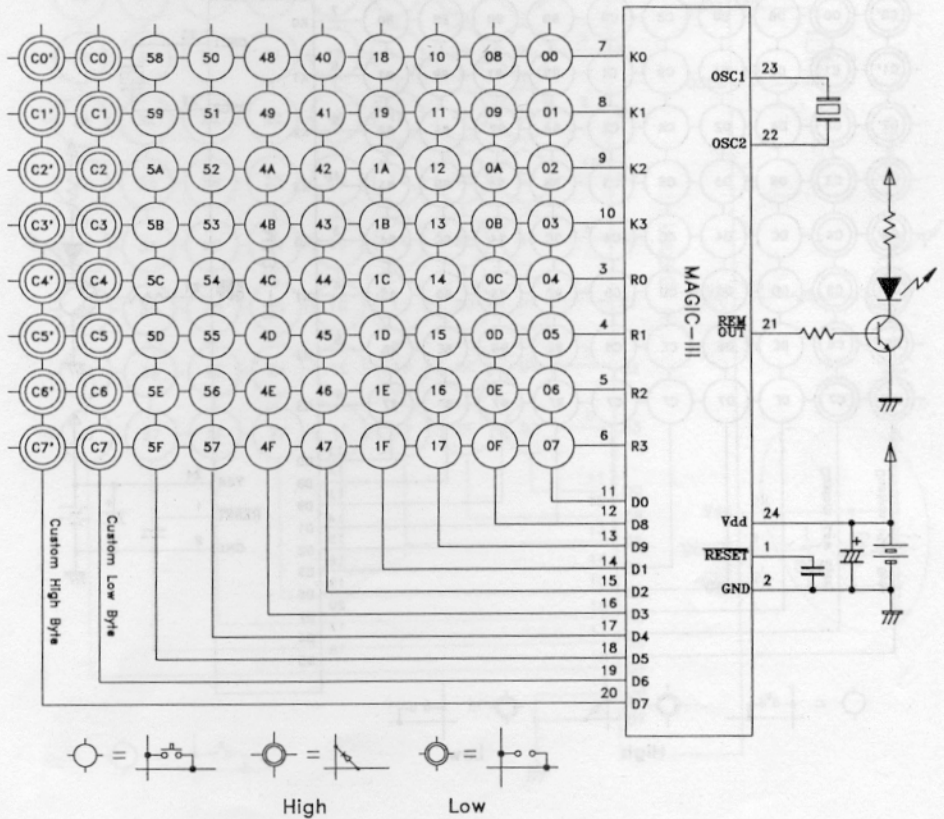 C0' C0 58 50 48 40 18 10 08 00 7 K0
OSC1 23
C1' C1 59 51 49 41 19 11 09 01 8 K1
OSC2 22
C2' C2 5A 52 4A 42 1A 12 0A 02 9 K2
C3' C3 5B 53 4B 43 1B 13 0B 03 10 K3
C4' C4 5C 54 4C 44 1C 14 0C 04 3 R0
MAGIC-III
C5' C5 5D 55 4D 45 1D 15 0D 05 4 R1
REM 21
OUT
C6' C6 5E 56 4E 46 1E 16 0E 06 5 R2
C7' C7 5F 57 4F 47 1F 17 0F 07 6 R3
11 D0
12 D8
Vdd 24
13 D9
RESET 1
14 D1
15 D2
GND 2
16 D3
17 D4
18 D5
19 D6
20 D7
Custom High Byte
Custom Low Byte
+
= = =
High Low